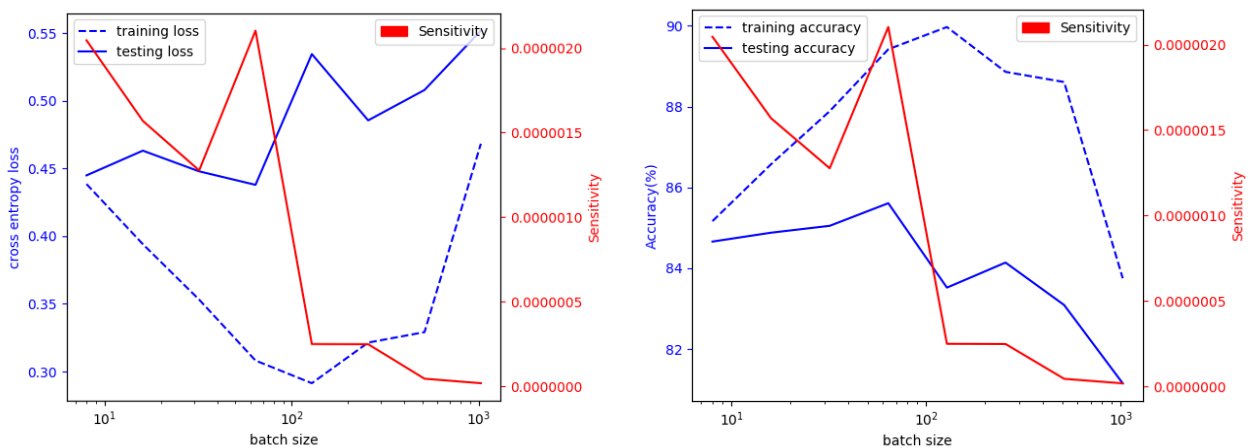 training loss
testing loss
Sensitivity
0.55
0.50
0.45
0.40
0.35
0.30
cross entropy loss
0.0000020
0.0000015
0.0000010
0.0000005
0.0000000
Sensitivity
10¹
10²
10³
batch size
training accuracy
testing accuracy
Sensitivity
90
88
86
84
82
Accuracy(%)
0.0000020
0.0000015
0.0000010
0.0000005
0.0000000
Sensitivity
10¹
10²
10³
batch size